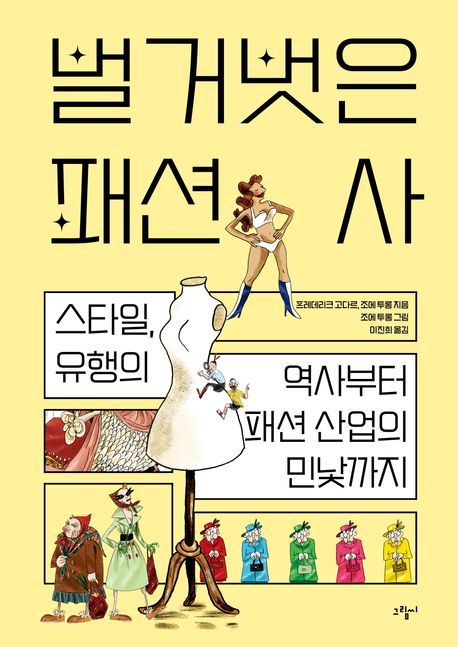 벌거벗은
패션 사
프레데리크 고다르, 조에 투롱 지음
조에 투롱 그림
이진희 옮김
스타일,
유행의
역사부터
패션 산업의
민낯까지
그림씨